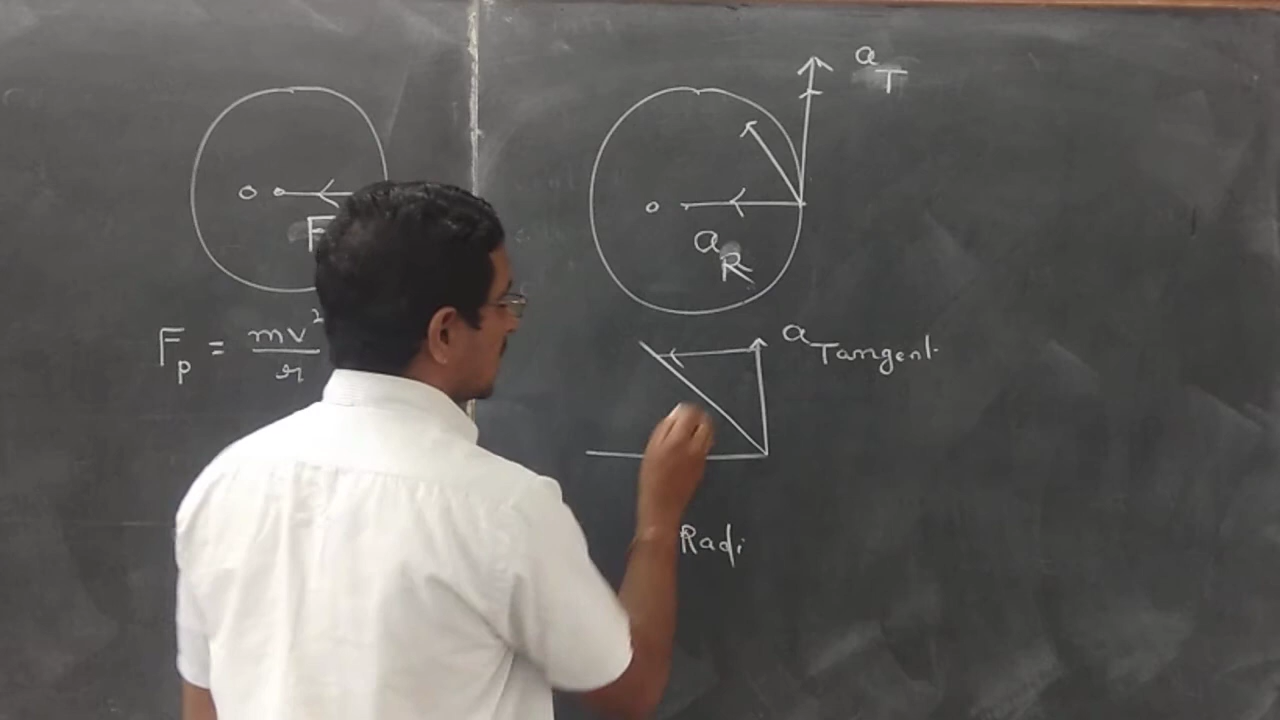 F
F_p = mv² / r
a_T
o
o
a_R
a_Tangent
Radi